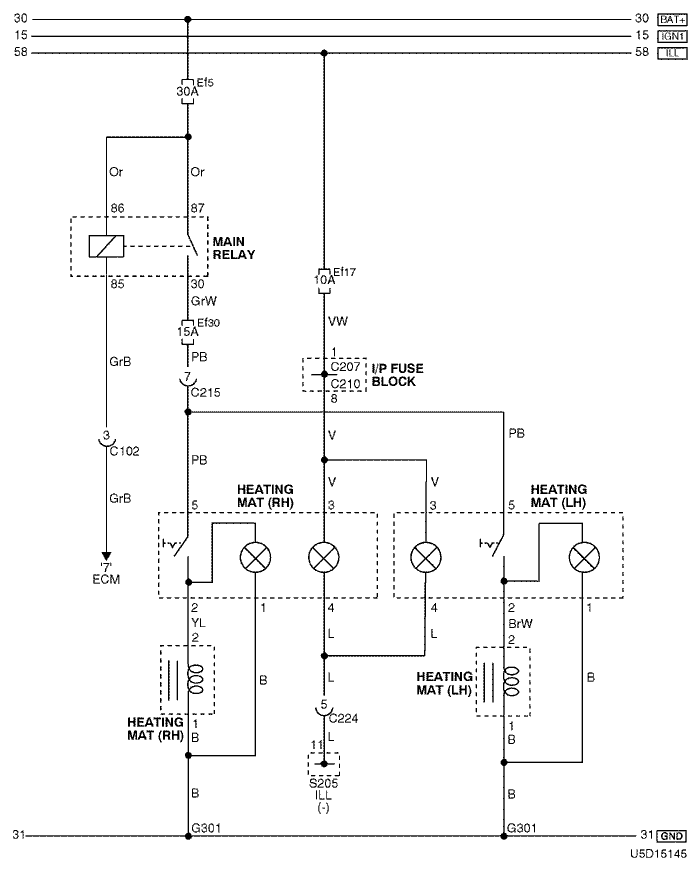 30 30 BAT+
15 15 IGN1
58 58 ILL
Ef5
30A
Or Or
86 87
MAIN
RELAY
85 30
GrW
Ef17
10A
Ef30
15A
VW
PB
GrB
1
C207
C210
I/P FUSE
BLOCK
7
C215
8
3
C102
PB
V
PB
V V
GrB
HEATING
MAT (RH)
HEATING
MAT (LH)
5 3 3 5
'7'
ECM
2 1 4 4 2 1
YL
L L
BrW
2 2
B
L
HEATING
MAT (LH)
B
5
C224
HEATING
MAT (RH)
1
B
L
11
1
B
S205
ILL
(-)
B B
G301 G301
31 31 GND
U5D15145